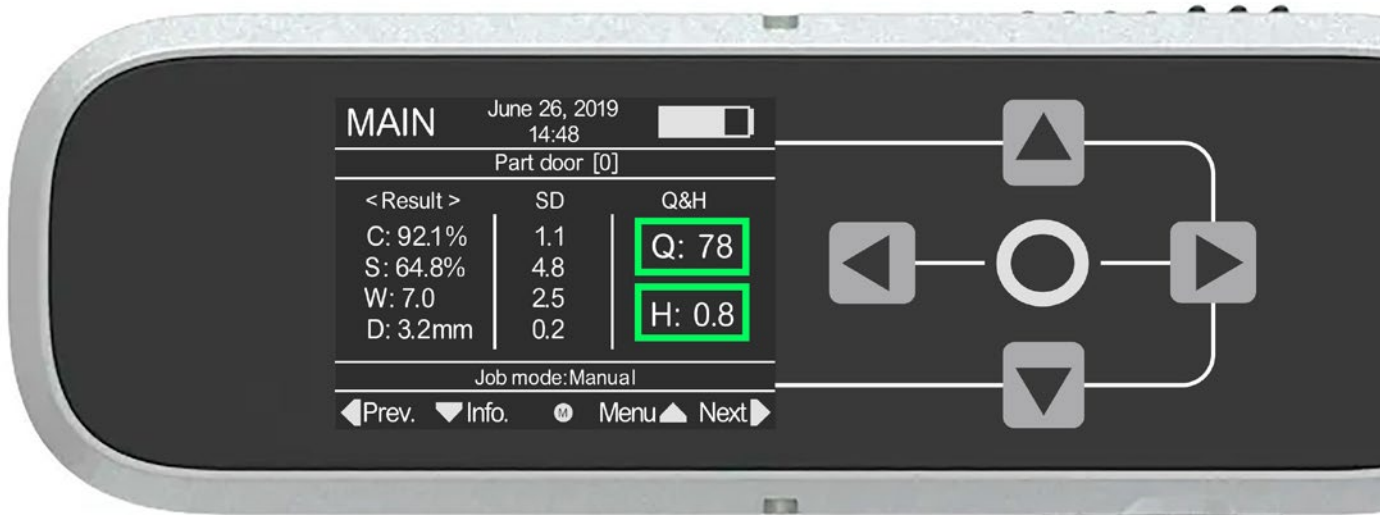 MAIN
June 26, 2019
14:48
Part door [0]
<Result> SD Q&H
C: 92.1% 1.1 Q: 78
S: 64.8% 4.8
W: 7.0 2.5 H: 0.8
D: 3.2mm 0.2
Job mode:Manual
Prev. Info. M Menu Next